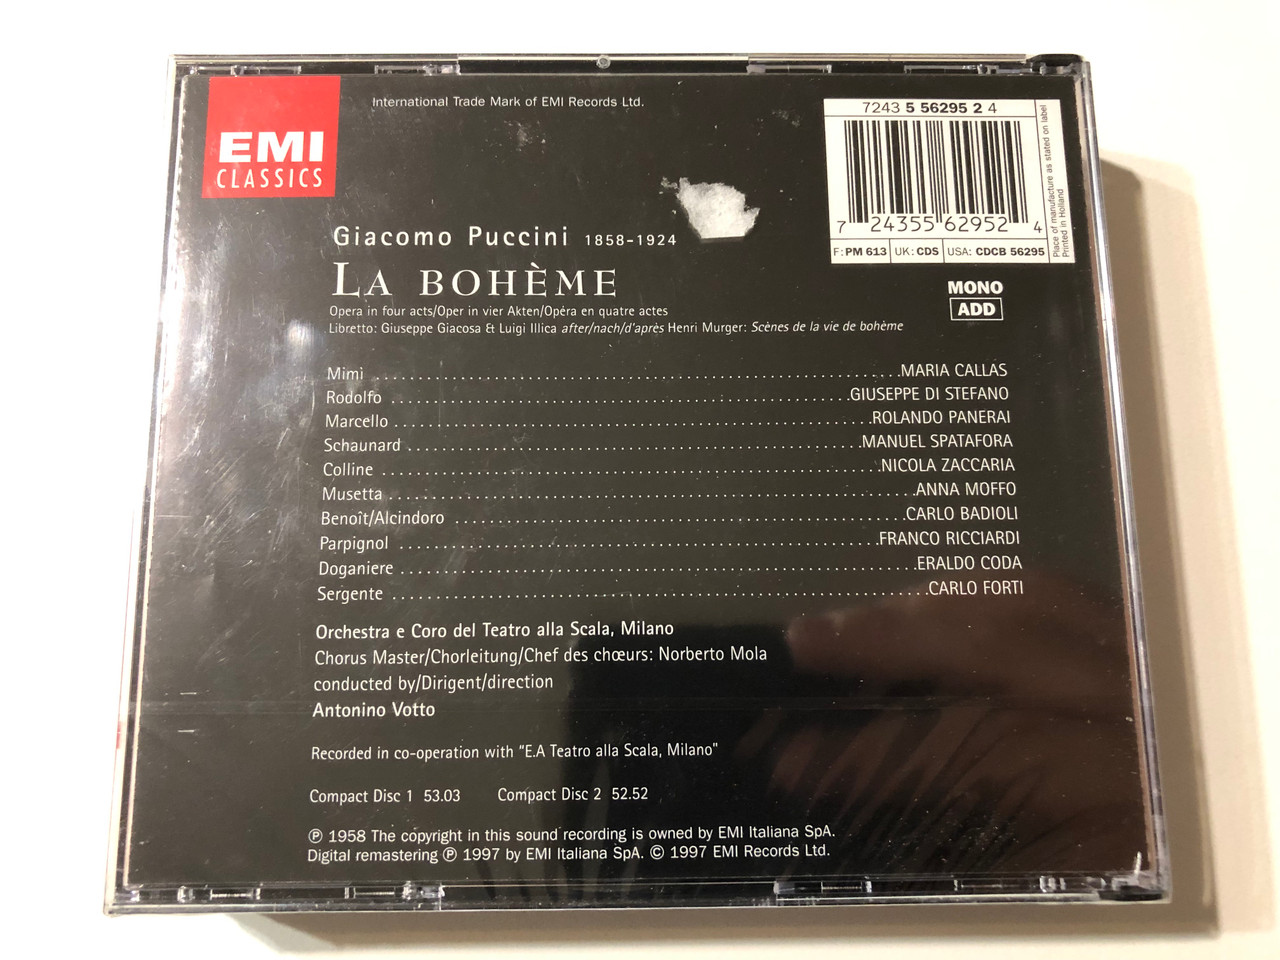 EMI
CLASSICS
International Trade Mark of EMI Records Ltd.
7243 5 56295 2 4
7 24355 62952 4
F: PM 613 UK: CDS USA: CDCB 56295
Place of manufacture as stated on label
Printed in Holland
Giacomo Puccini 1858-1924
LA BOHÈME
MONO
ADD
Opera in four acts/Oper in vier Akten/Opéra en quatre actes
Libretto: Giuseppe Giacosa & Luigi Illica after/nach/d'après Henri Murger: Scènes de la vie de bohème
Mimì ........ MARIA CALLAS
Rodolfo ........ GIUSEPPE DI STEFANO
Marcello ........ ROLANDO PANERAI
Schaunard ........ MANUEL SPATAFORA
Colline ........ NICOLA ZACCARIA
Musetta ........ ANNA MOFFO
Benoît/Alcindoro ........ CARLO BADIOLI
Parpignol ........ FRANCO RICCIARDI
Doganiere ........ ERALDO CODA
Sergente ........ CARLO FORTI
Orchestra e Coro del Teatro alla Scala, Milano
Chorus Master/Chorleitung/Chef des chœurs: Norberto Mola
conducted by/Dirigent/direction
Antonino Votto
Recorded in co-operation with "E.A Teatro alla Scala, Milano"
Compact Disc 1 53.03 Compact Disc 2 52.52
℗ 1958 The copyright in this sound recording is owned by EMI Italiana SpA.
Digital remastering ℗ 1997 by EMI Italiana SpA. © 1997 EMI Records Ltd.